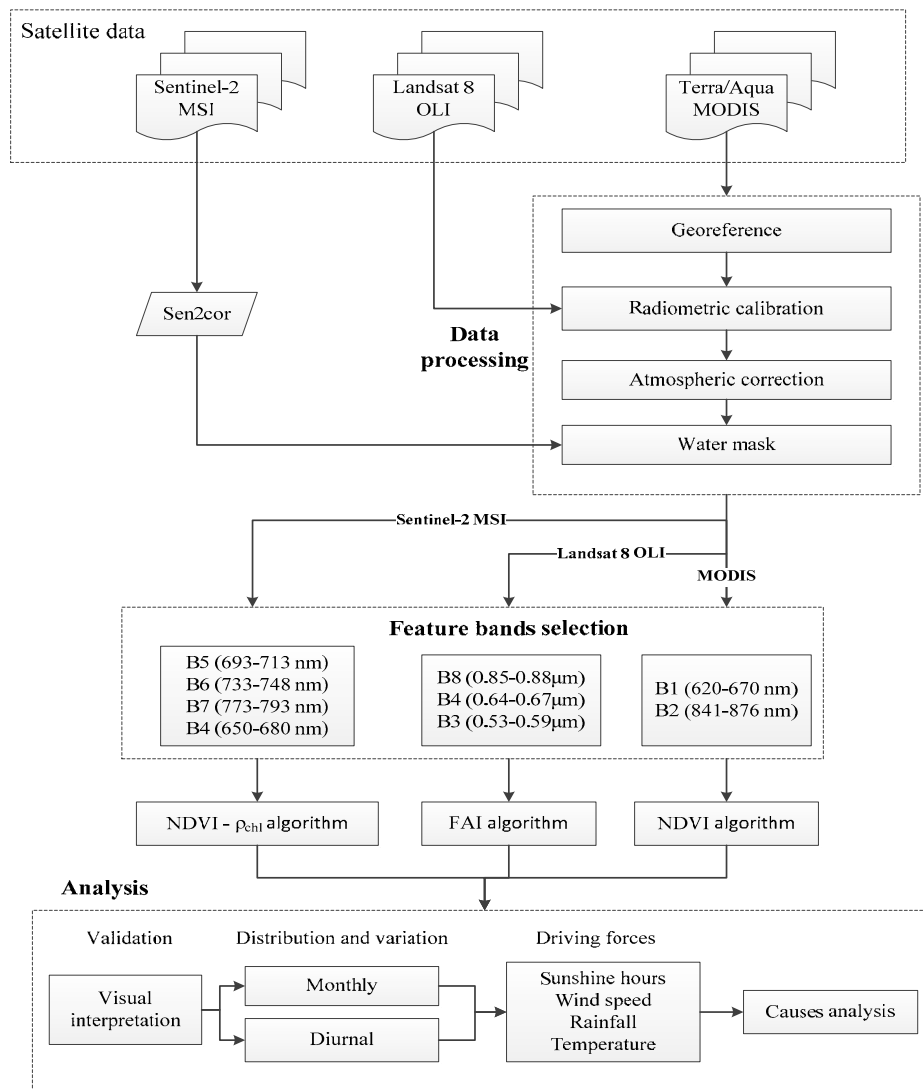 Satellite data
Sentinel-2
MSI
Landsat 8
OLI
Terra/Aqua
MODIS
Georeference
Sen2cor
Radiometric calibration
Data
processing
Atmospheric correction
Water mask
Sentinel-2 MSI
Landsat 8 OLI
MODIS
Feature bands selection
B5 (693-713 nm)
B6 (733-748 nm)
B7 (773-793 nm)
B4 (650-680 nm)
B8 (0.85-0.88μm)
B4 (0.64-0.67μm)
B3 (0.53-0.59μm)
B1 (620-670 nm)
B2 (841-876 nm)
NDVI - ρchl algorithm
FAI algorithm
NDVI algorithm
Analysis
Validation
Distribution and variation
Driving forces
Visual
interpretation
Monthly
Diurnal
Sunshine hours
Wind speed
Rainfall
Temperature
Causes analysis